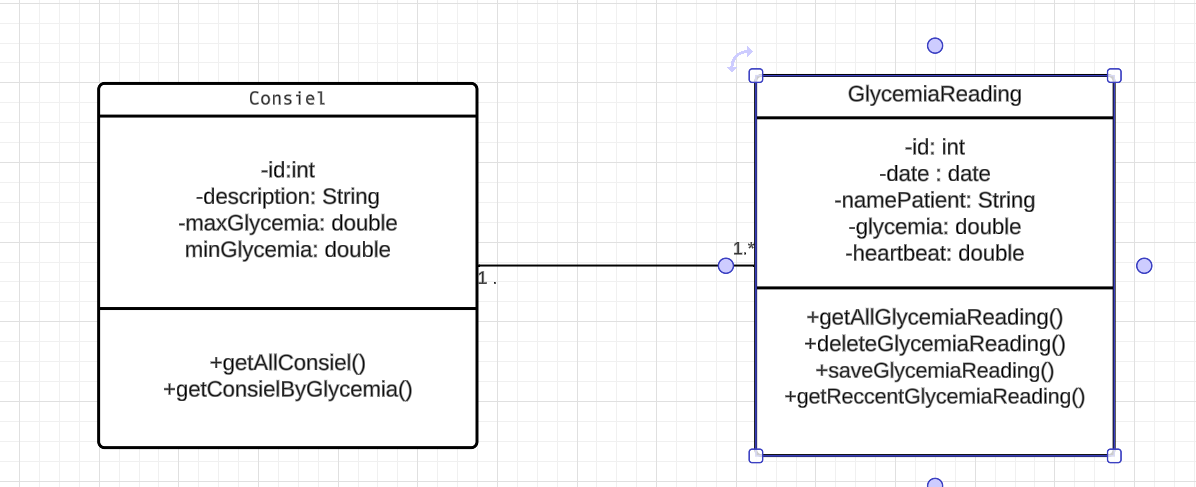 Consiel
-id:int
-description: String
-maxGlycemia: double
minGlycemia: double
+getAllConsiel()
+getConsielByGlycemia()
1 .
1.*
GlycemiaReading
-id: int
-date : date
-namePatient: String
-glycemia: double
-heartbeat: double
+getAllGlycemiaReading()
+deleteGlycemiaReading()
+saveGlycemiaReading()
+getReccentGlycemiaReading()